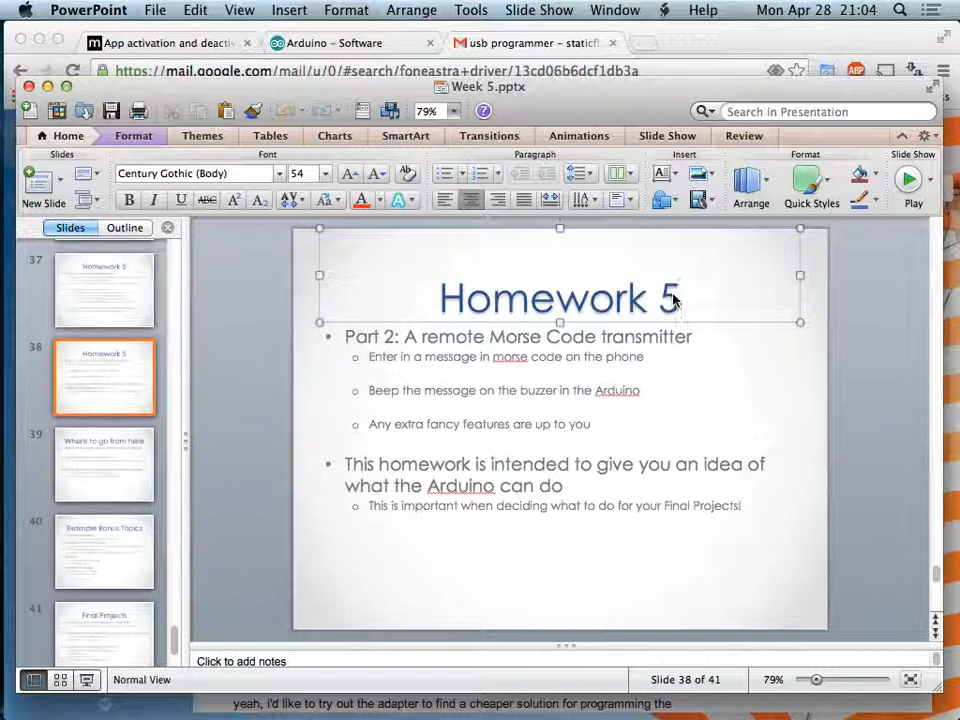 PowerPoint File Edit View Insert Format Arrange Tools Slide Show Window Help Mon Apr 28 21:04
App activation and deactiv Arduino - Software usb programmer – staticf
https://mail.google.com/mail/u/0/#search/foneastra+driver/13cd06b6dcf1db3a
Week 5.pptx
79% Search in Presentation
Home Format Themes Tables Charts SmartArt Transitions Animations Slide Show Review
Slides Font Paragraph Insert Format Slide Show
Century Gothic (Body) 54
New Slide Arrange Quick Styles Play
Slides Outline
37
Homework 5
38
Homework 5
39
Where to go from here
40
Example Bonus Topics
41
Final Projects
Homework 5
• Part 2: A remote Morse Code transmitter
o Enter in a message in morse code on the phone
o Beep the message on the buzzer in the Arduino
o Any extra fancy features are up to you
• This homework is intended to give you an idea of
what the Arduino can do
o This is important when deciding what to do for your Final Projects!
Click to add notes
Normal View Slide 38 of 41 79%
yeah, i'd like to try out the adapter to find a cheaper solution for programming the